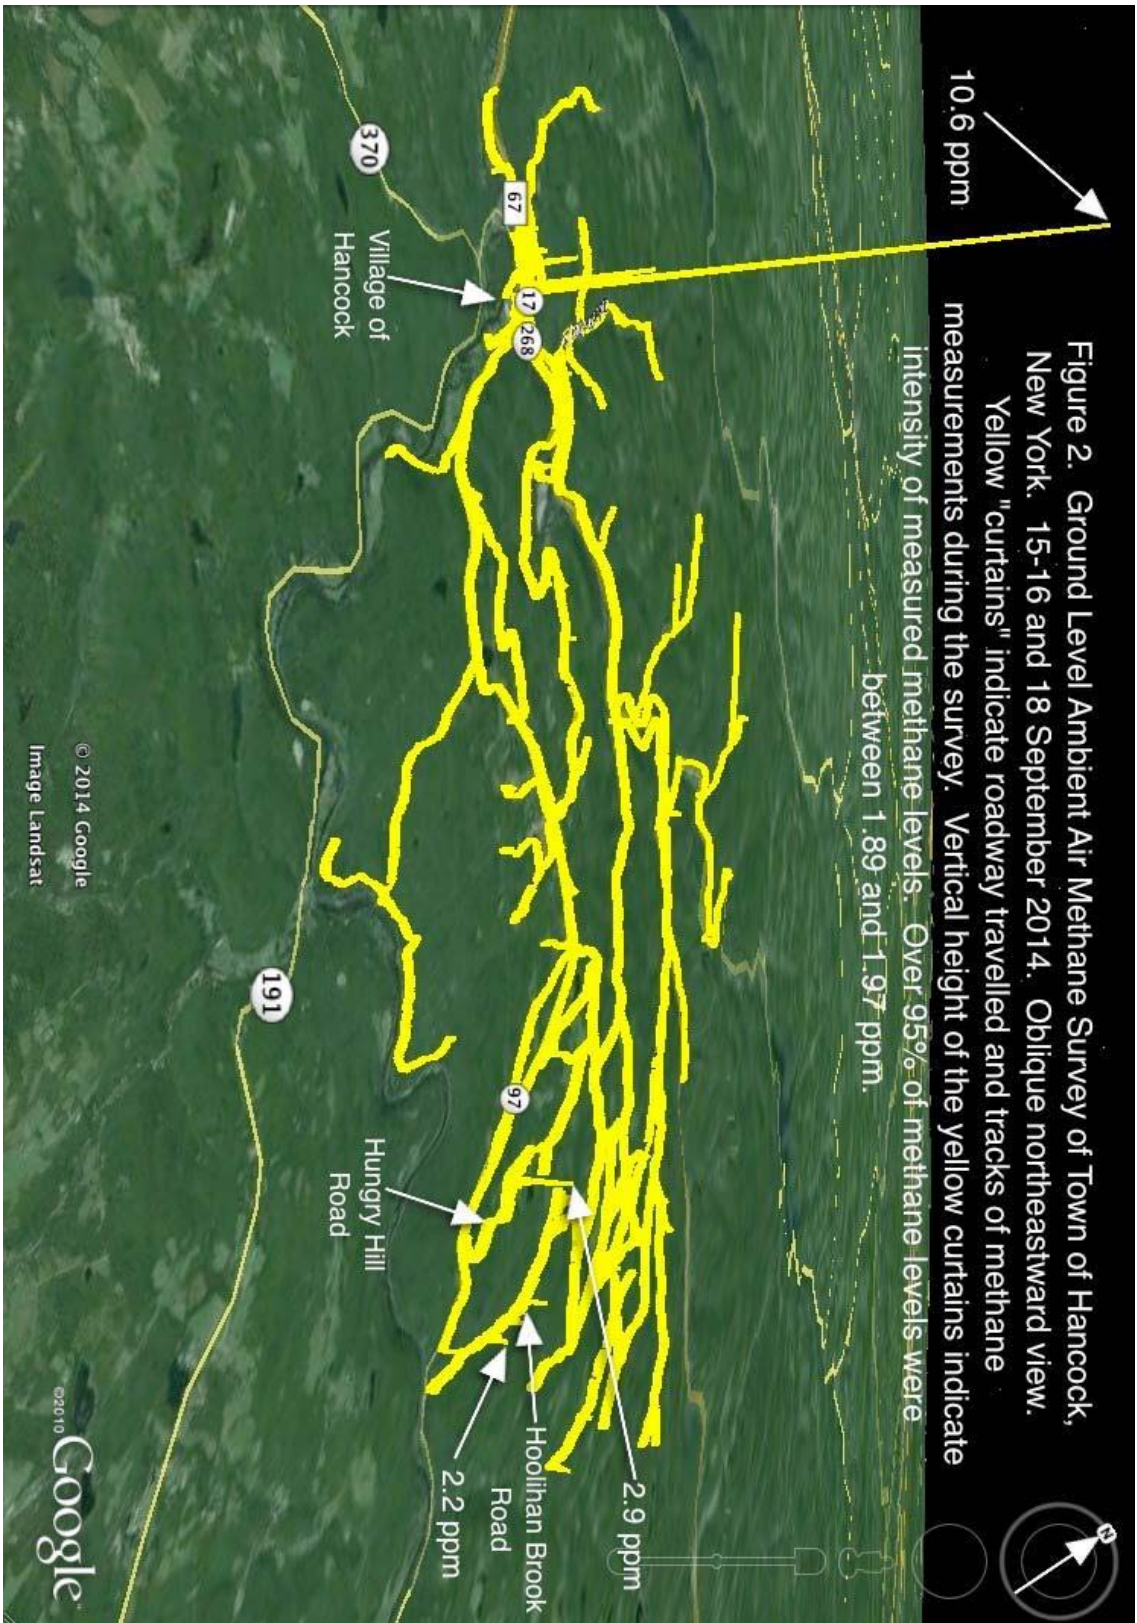 Figure 2. Ground Level Ambient Air Methane Survey of Town of Hancock,
New York. 15-16 and 18 September 2014. Oblique northeastward view.
Yellow "curtains" indicate roadway travelled and tracks of methane
measurements during the survey. Vertical height of the yellow curtains indicate
intensity of measured methane levels. Over 95% of methane levels were
between 1.89 and 1.97 ppm.
10.6 ppm
N
67
17
268
370
Village of
Hancock
97
191
Hungry Hill
Road
2.9 ppm
Hoolihan Brook
Road
2.2 ppm
© 2014 Google
Image Landsat
©2010 Google